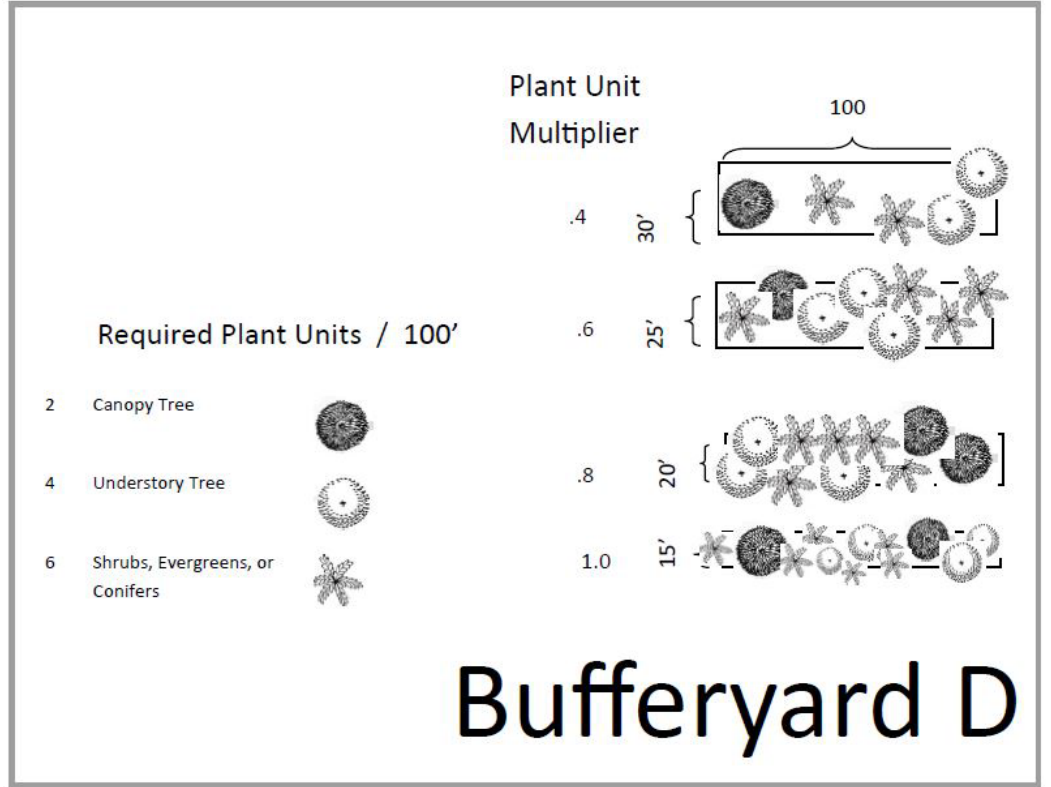 Plant Unit
Multiplier
100
.4
30’
.6
25’
Required Plant Units / 100’
2 Canopy Tree
4 Understory Tree
6 Shrubs, Evergreens, or
Conifers
.8
20’
1.0
15’
Bufferyard D